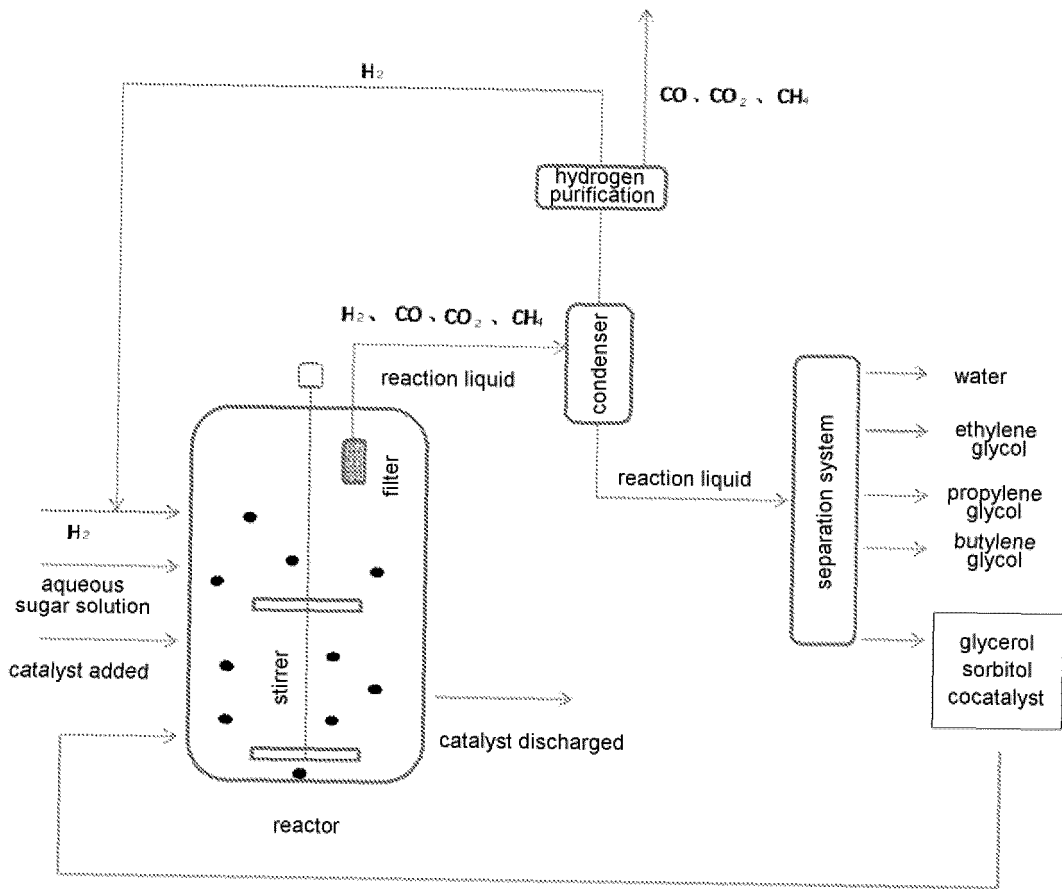 H₂
CO、CO₂、CH₄
hydrogen
purification
H₂、CO、CO₂、CH₄
condenser
reaction liquid
water
ethylene
glycol
reaction liquid
separation system
filter
propylene
glycol
H₂
butylene
glycol
aqueous
sugar solution
glycerol
catalyst added
stirrer
sorbitol
cocatalyst
catalyst discharged
reactor